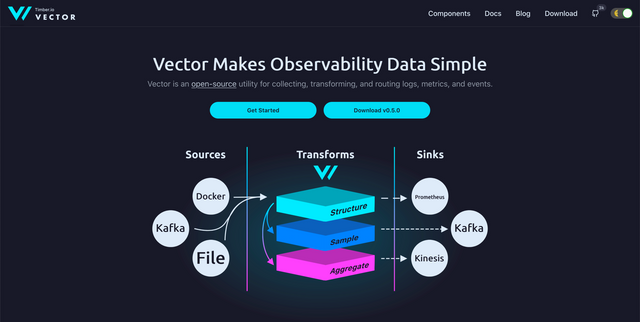 Timber.io
VECTOR
Components
Docs
Blog
Download
Vector Makes Observability Data Simple
Vector is an open-source utility for collecting, transforming, and routing logs, metrics, and events.
Get Started
Download v0.5.0
Sources
Transforms
Sinks
Docker
Kafka
File
Structure
Sample
Aggregate
Prometheus
Kafka
Kinesis